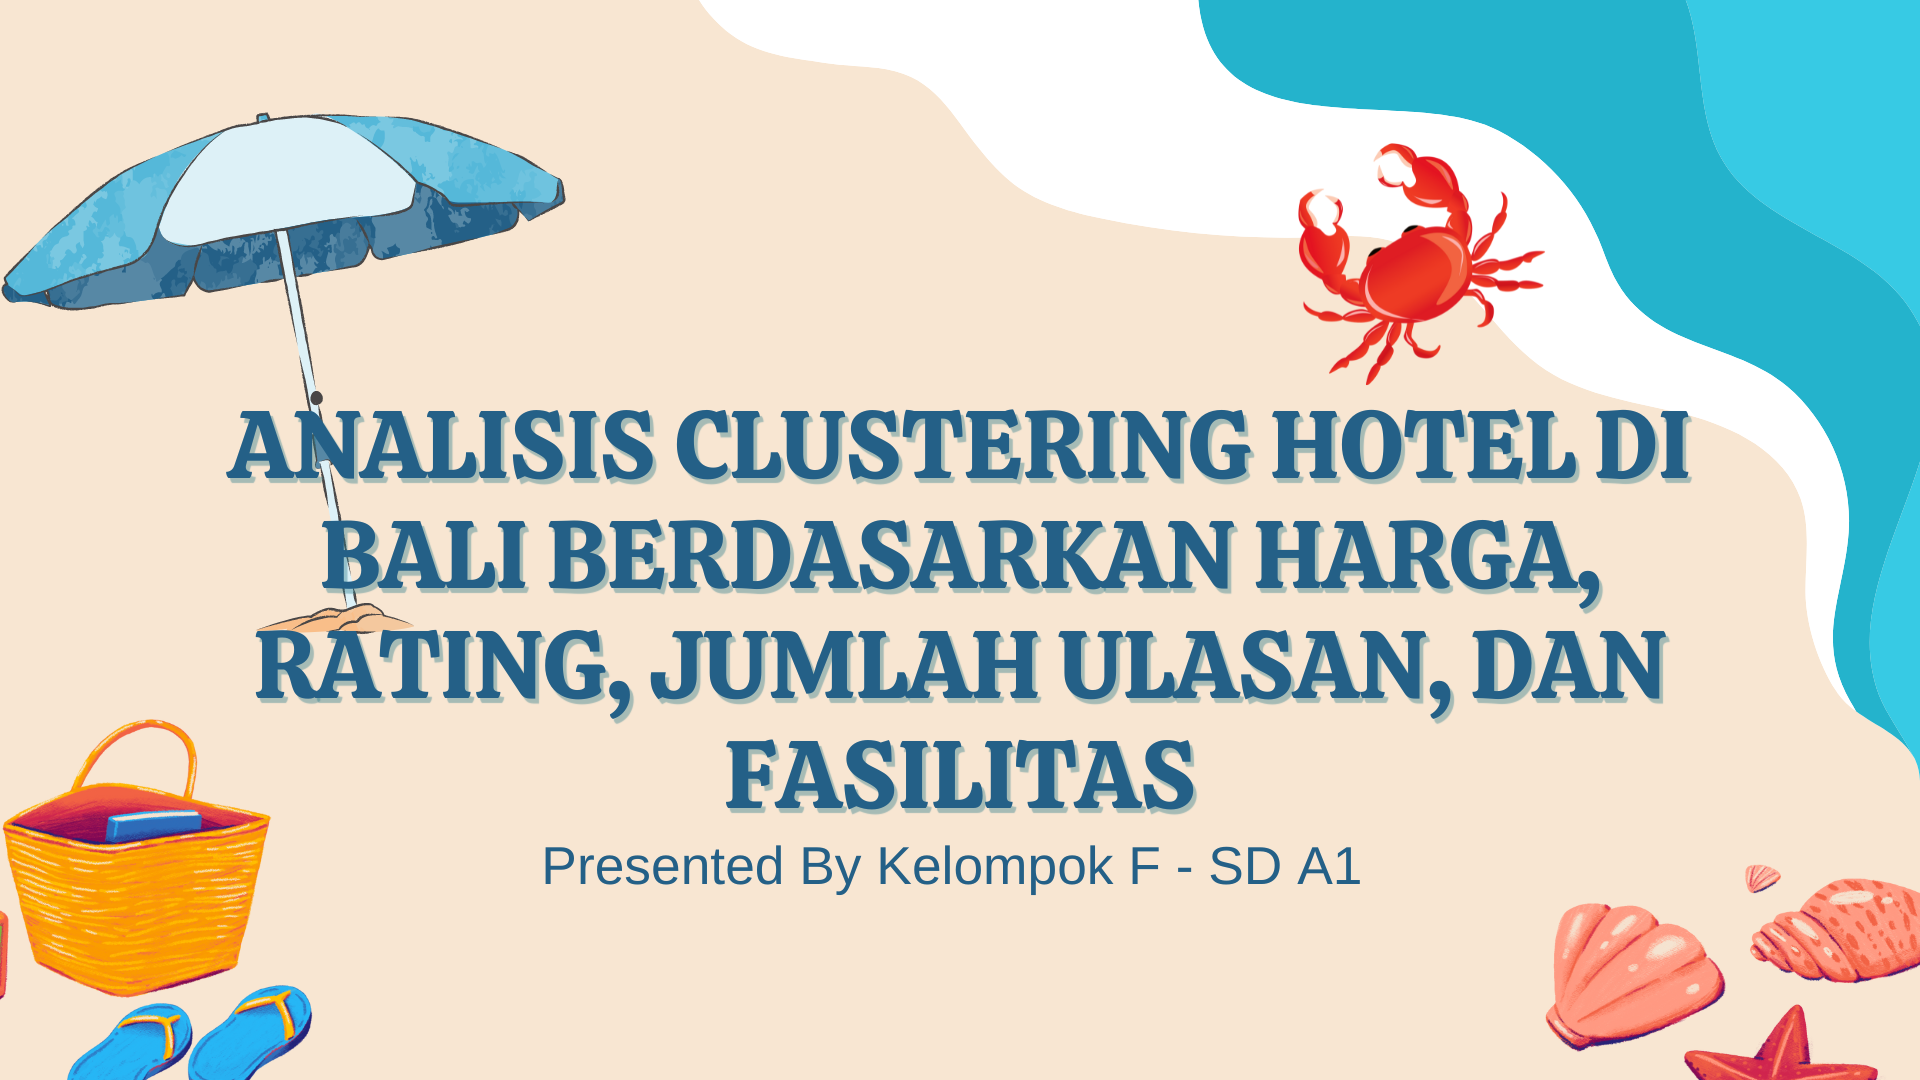 ANALISIS CLUSTERING HOTEL DI
BALI BERDASARKAN HARGA,
RATING, JUMLAH ULASAN, DAN
FASILITAS
Presented By Kelompok F - SD A1